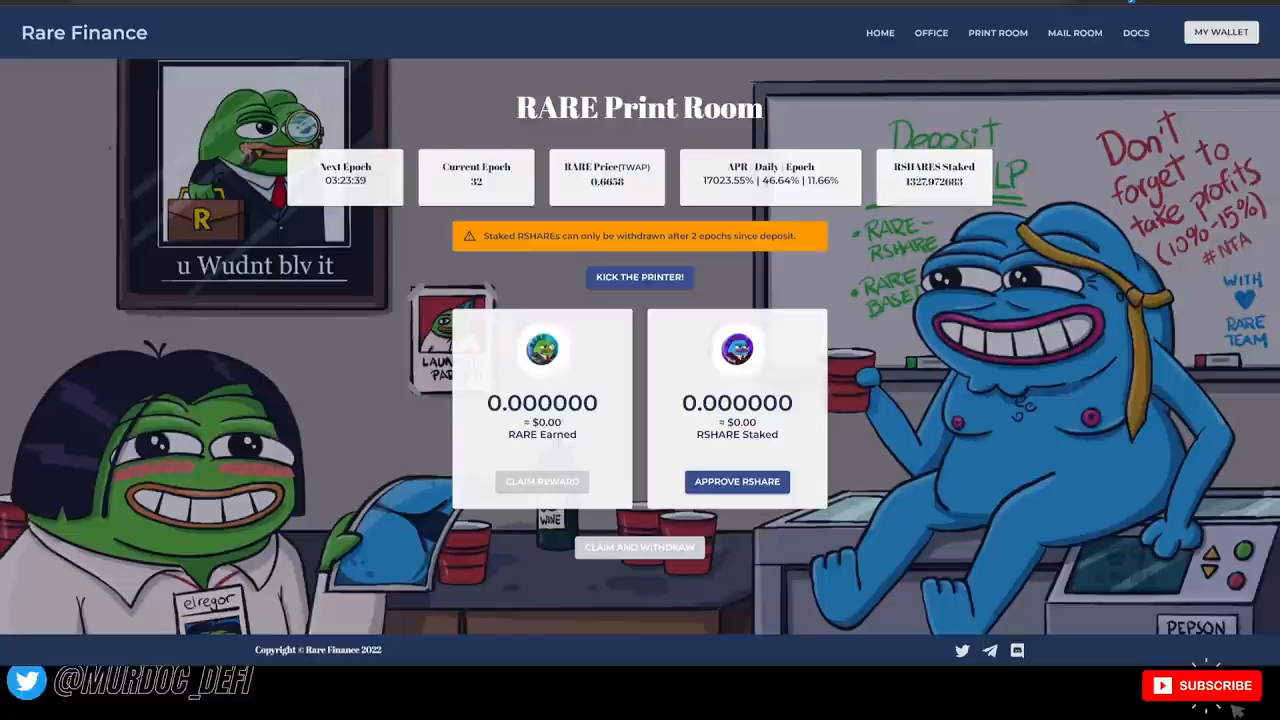 Rare Finance
HOME
OFFICE
PRINT ROOM
MAIL ROOM
DOCS
MY WALLET
RARE Print Room
Next Epoch
03:23:39
Current Epoch
32
RARE Price(TWAP)
0.6658
APR | Daily | Epoch
17023.55% | 46.64% | 11.66%
RSHARES Staked
1327.972683
Staked RSHAREs can only be withdrawn after 2 epochs since deposit.
KICK THE PRINTER!
R
u Wudnt blv it
Deposit
LP
• RARE -
RSHARE
• RARE
Don't
forget to
take profits
(10%-15%)
#NFA
WITH
RARE
TEAM
0.000000
≈ $0.00
RARE Earned
CLAIM REWARD
0.000000
≈ $0.00
RSHARE Staked
APPROVE RSHARE
CLAIM AND WITHDRAW
WINE
elregor
PEPSON
Copyright © Rare Finance 2022
@MURDOC_DEFI
SUBSCRIBE